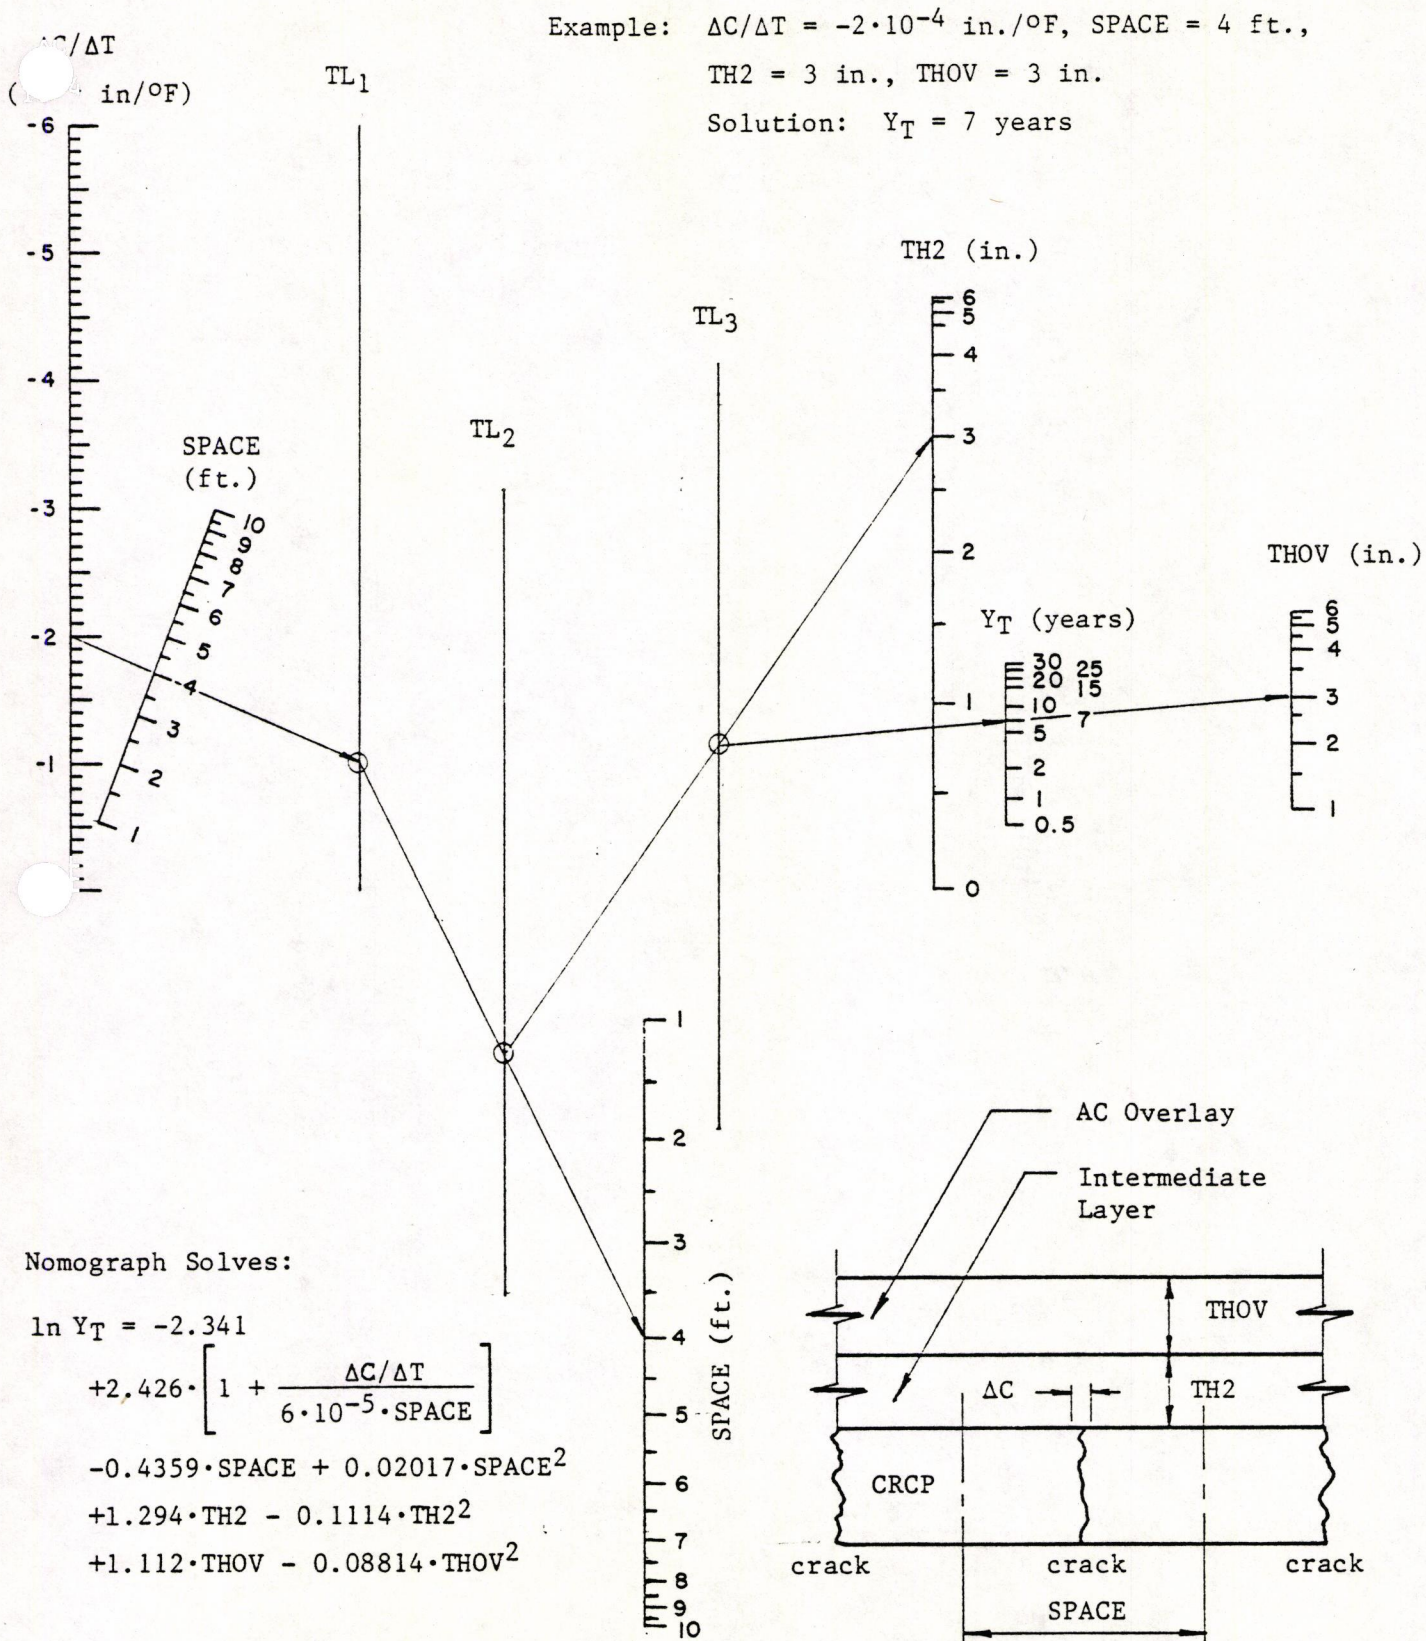 Example: ΔC/ΔT = -2·10⁻⁴ in./°F, SPACE = 4 ft.,
TH2 = 3 in., THOV = 3 in.
Solution: Y_T = 7 years
ΔC/ΔT
( in/°F)
-6
-5
-4
-3
-2
-1
TL₁
SPACE
(ft.)
10
9
8
7
6
5
4
3
2
1
TL₂
TL₃
TH2 (in.)
6
5
4
3
2
1
0
Y_T (years)
30 25
20 15
10
7
5
2
1
0.5
THOV (in.)
6
5
4
3
2
1
1
2
3
4
5
6
7
8
9
10
SPACE (ft.)
Nomograph Solves:
ln Y_T = -2.341
+2.426·[1 + ΔC/ΔT
6·10⁻⁵·SPACE]
-0.4359·SPACE + 0.02017·SPACE²
+1.294·TH2 - 0.1114·TH2²
+1.112·THOV - 0.08814·THOV²
AC Overlay
Intermediate
Layer
THOV
ΔC
TH2
CRCP
crack crack crack
SPACE